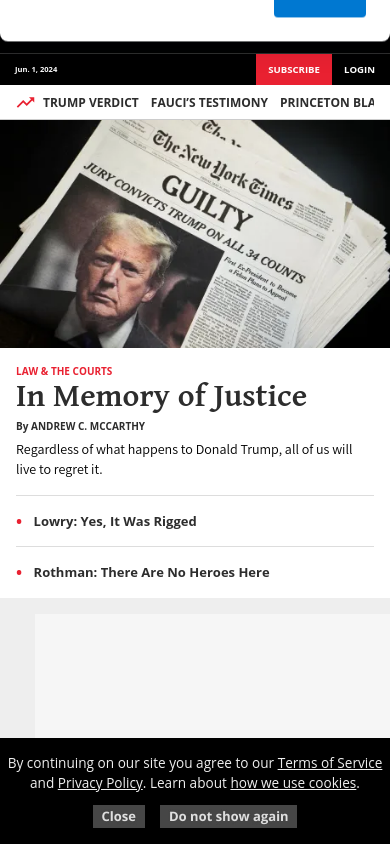 Jun. 1, 2024
SUBSCRIBE
LOGIN
TRUMP VERDICT FAUCI'S TESTIMONY PRINCETON BLA
The New York Times
GUILTY
JURY CONVICTS TRUMP ON ALL 34 COUNTS
First Ex-President to Become
a Felon Plans to Appeal
LAW & THE COURTS
In Memory of Justice
By ANDREW C. MCCARTHY
Regardless of what happens to Donald Trump, all of us will
live to regret it.
Lowry: Yes, It Was Rigged
Rothman: There Are No Heroes Here
By continuing on our site you agree to our Terms of Service
and Privacy Policy. Learn about how we use cookies.
Close
Do not show again